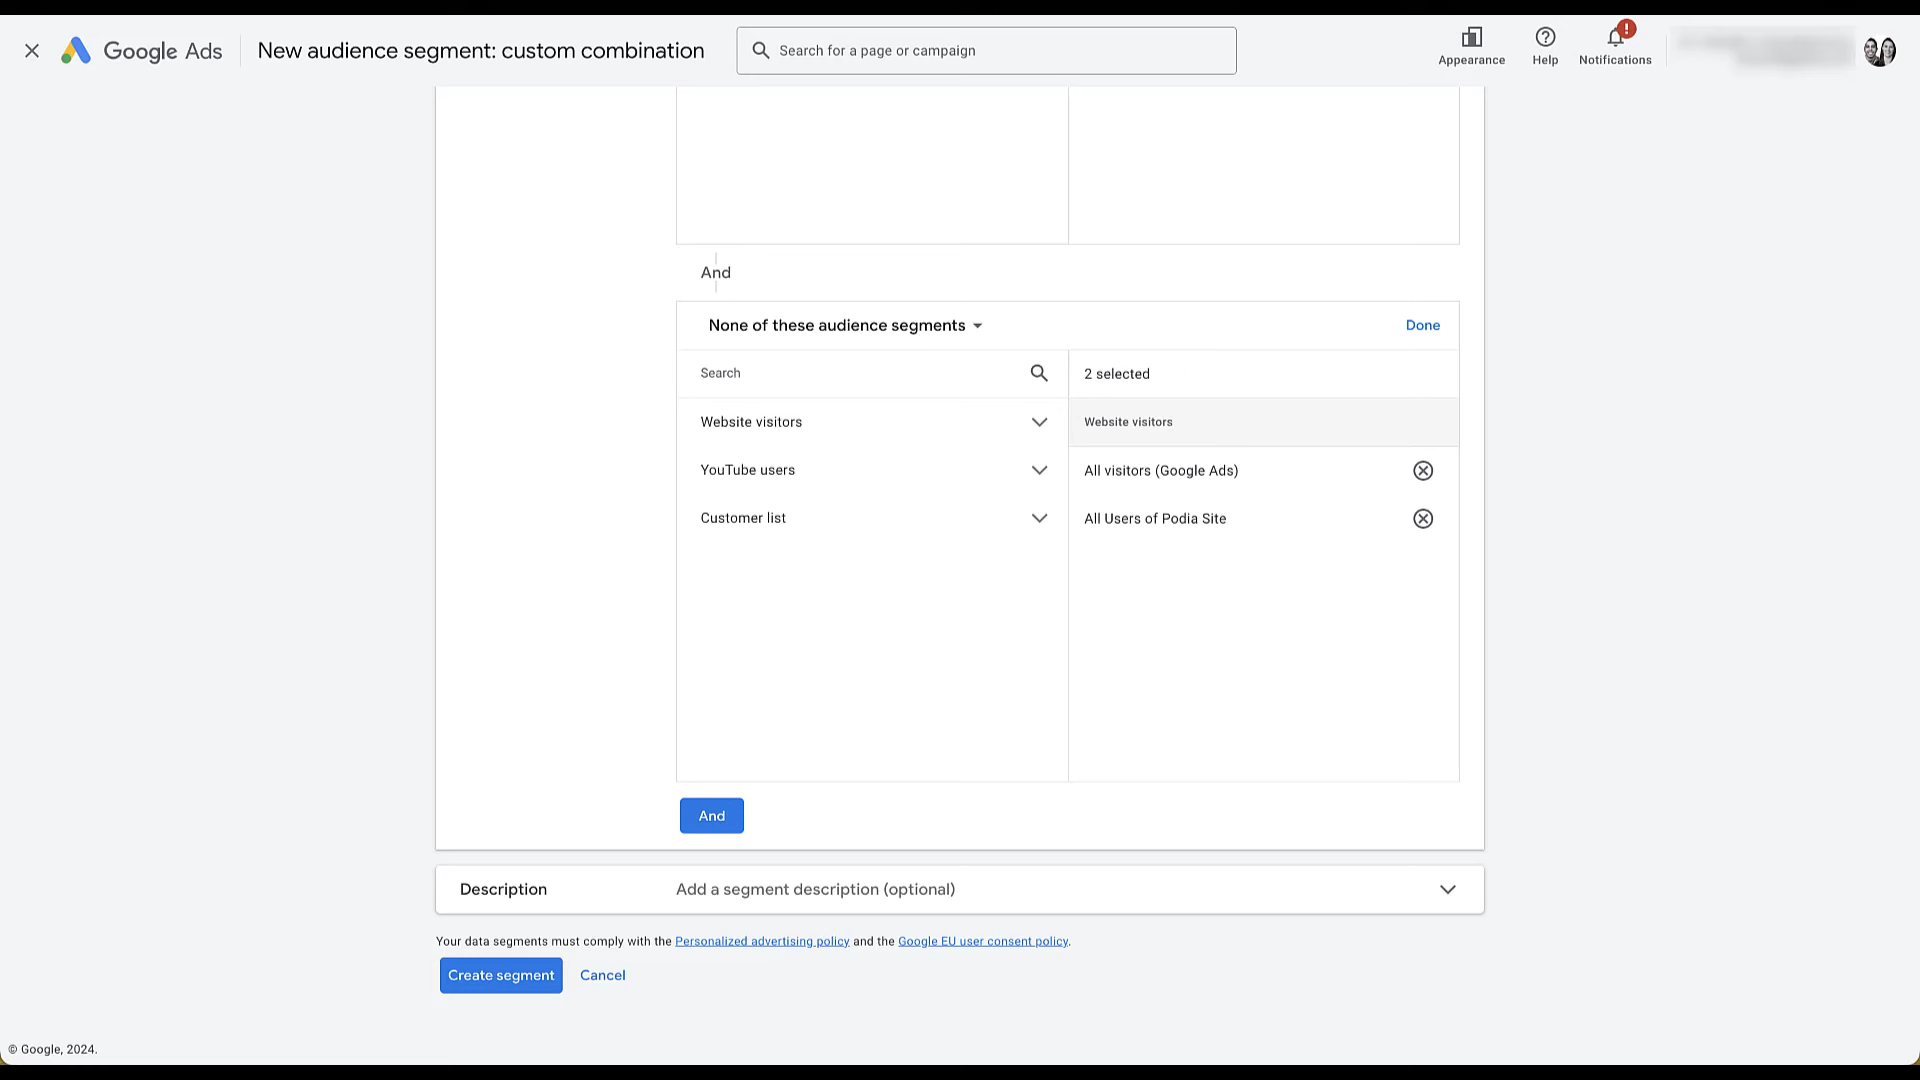 Google Ads
New audience segment: custom combination
Search for a page or campaign
Appearance
Help
!
Notifications
And
None of these audience segments
Done
Search
2 selected
Website visitors
Website visitors
YouTube users
All visitors (Google Ads)
Customer list
All Users of Podia Site
And
Description
Add a segment description (optional)
Your data segments must comply with the Personalized advertising policy and the Google EU user consent policy.
Create segment
Cancel
© Google, 2024.